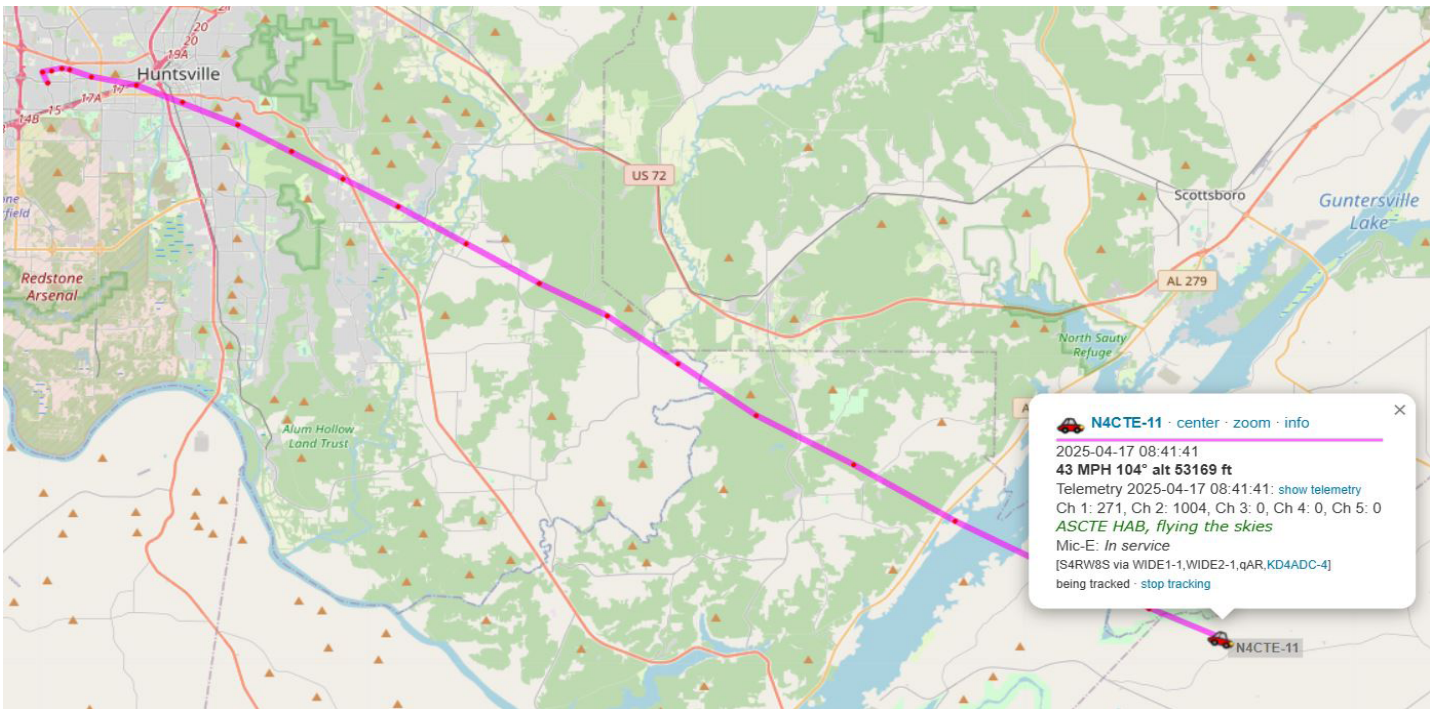 21
20
20
19A
Huntsville
17
17A
15
14B
US 72
Scottsboro
Guntersville
Lake
AL 279
Redstone
Arsenal
North Sauty
Refuge
Alum Hollow
Land Trust
N4CTE-11 · center · zoom · info
×
2025-04-17 08:41:41
43 MPH 104° alt 53169 ft
Telemetry 2025-04-17 08:41:41: show telemetry
Ch 1: 271, Ch 2: 1004, Ch 3: 0, Ch 4: 0, Ch 5: 0
ASCTE HAB, flying the skies
Mic-E: In service
[S4RW8S via WIDE1-1,WIDE2-1,qAR,KD4ADC-4]
being tracked · stop tracking
N4CTE-11